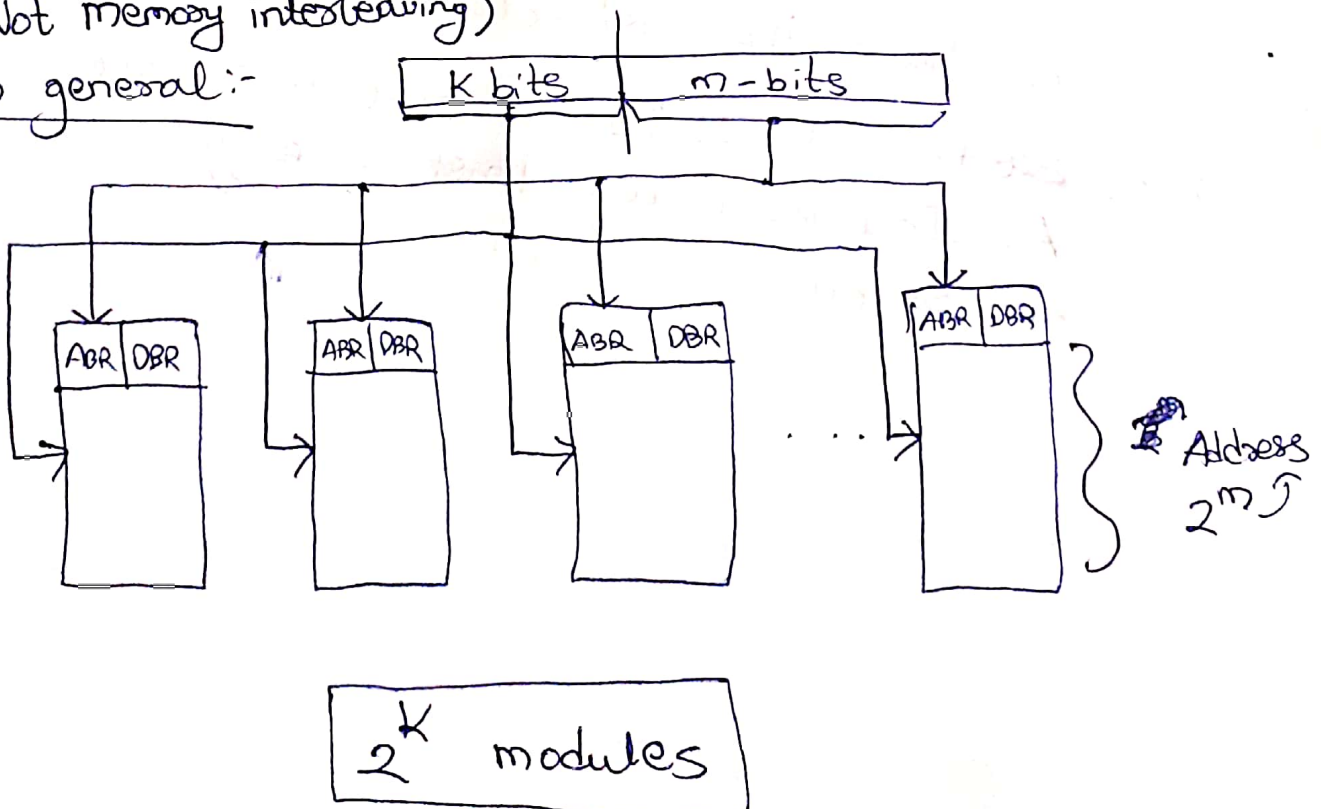 Not memory interleaving)
general:-
K bits m-bits
ABR DBR ABR DBR ABR DBR ABR DBR
. . . .
Address
2^m
2^K modules